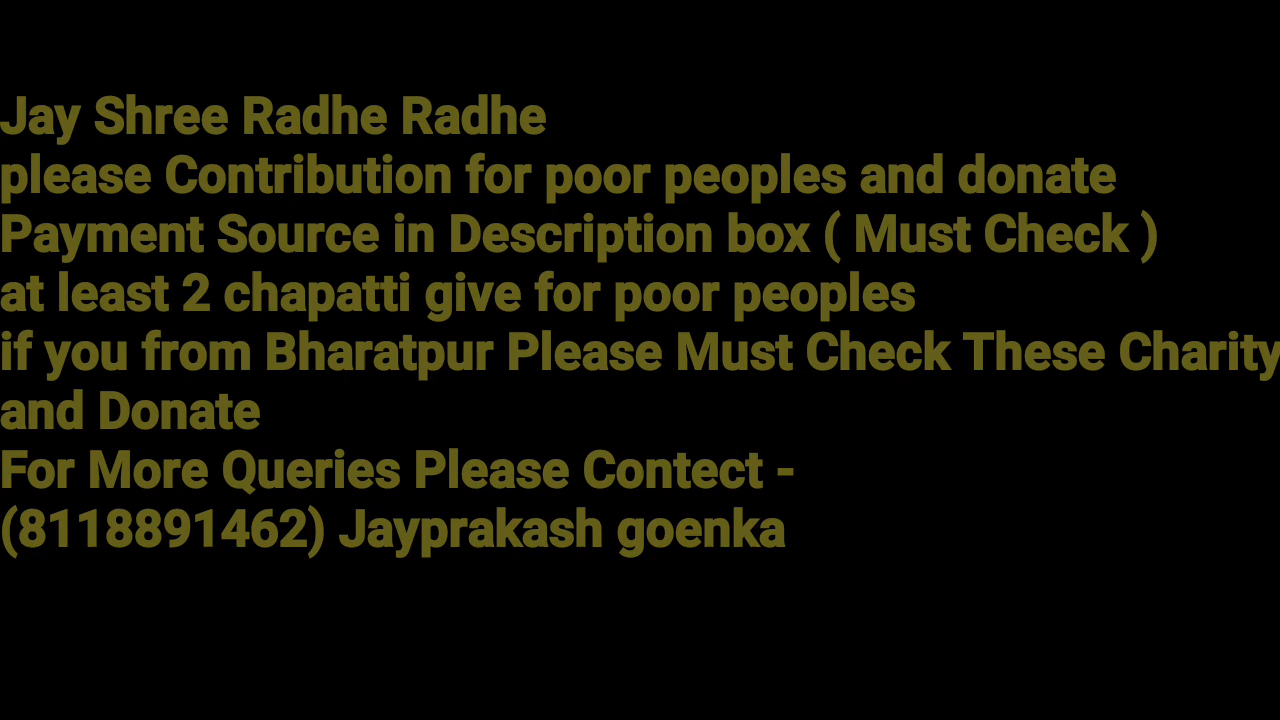 Jay Shree Radhe Radhe
please Contribution for poor peoples and donate
Payment Source in Description box ( Must Check )
at least 2 chapatti give for poor peoples
if you from Bharatpur Please Must Check These Charity
and Donate
For More Queries Please Contect -
(8118891462) Jayprakash goenka